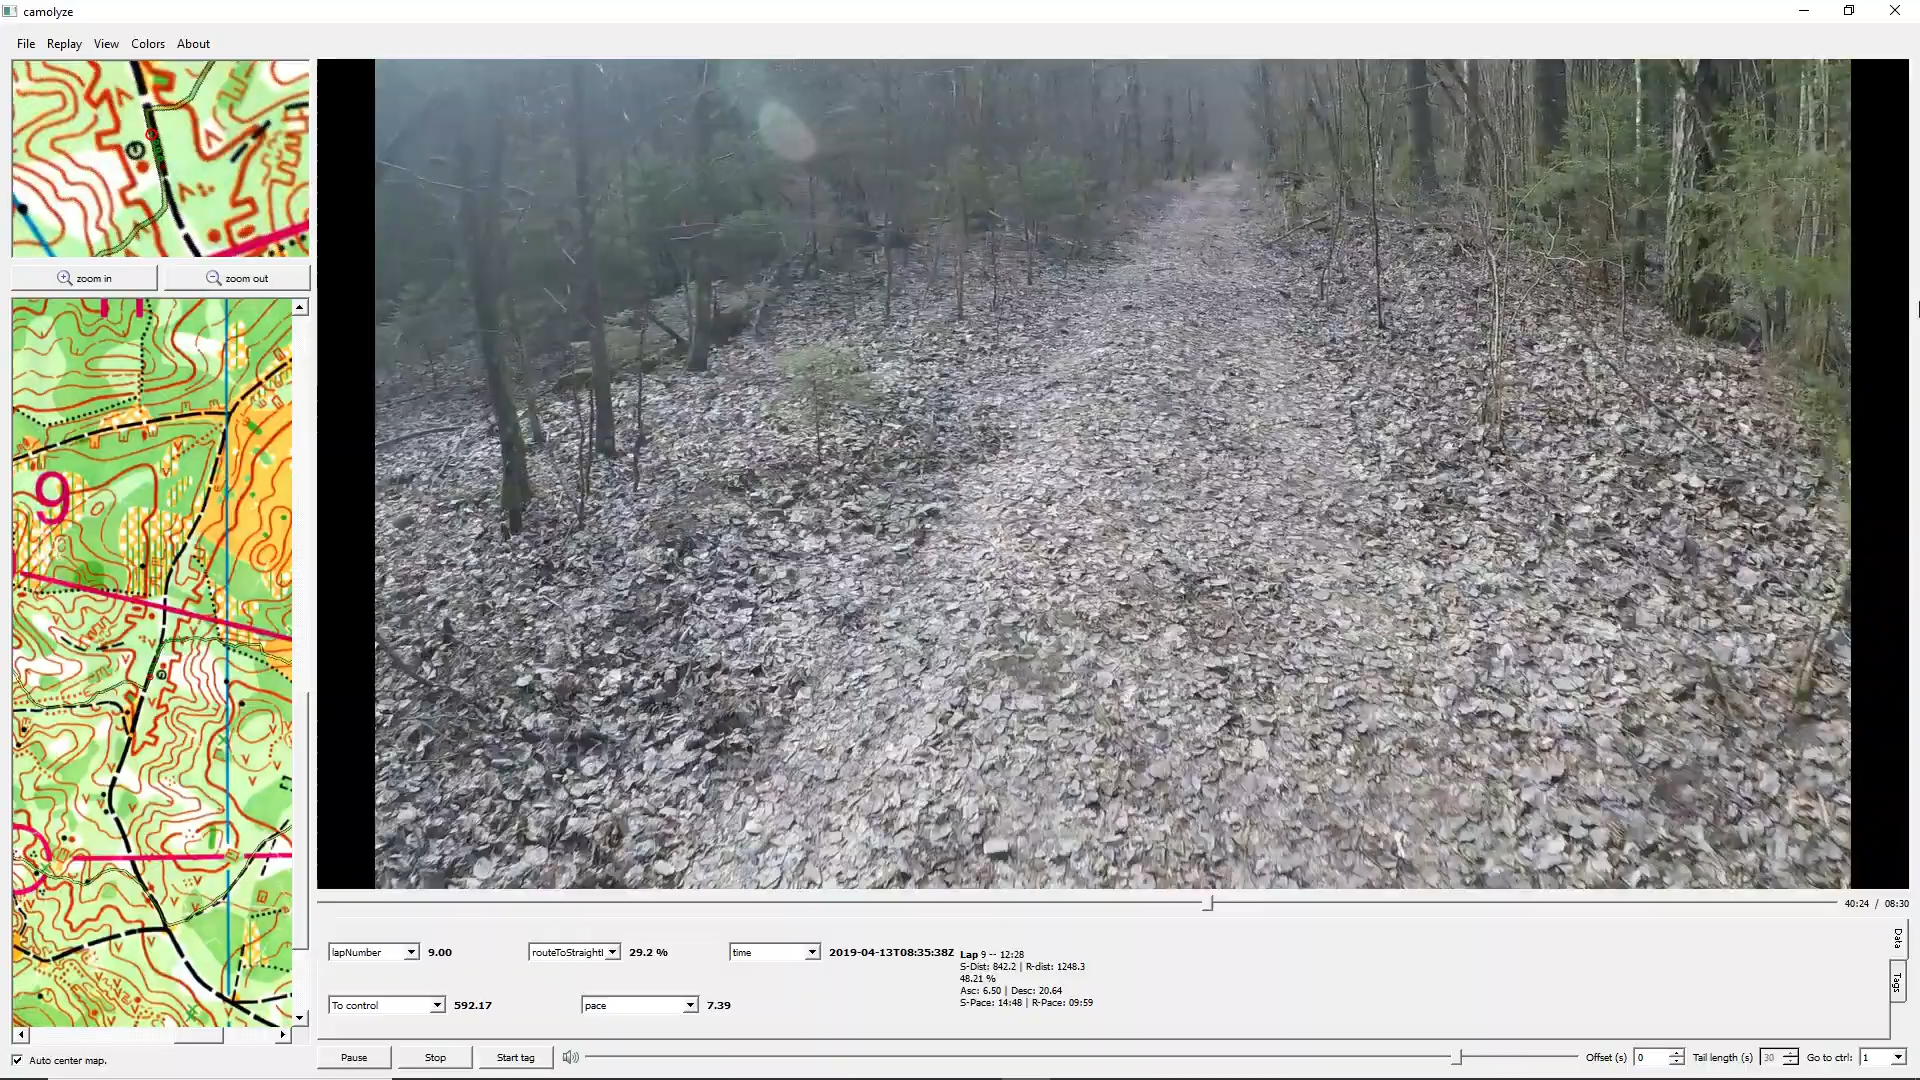 camolyze
File Replay View Colors About
zoom in
zoom out
9
40:24 / 08:30
lapNumber
9.00
routeToStraightl
29.2 %
time
2019-04-13T08:35:38Z
Lap 9 -- 12:28
S-Dist: 842.2 | R-dist: 1248.3
48.21 %
Asc: 6.50 | Desc: 20.64
S-Pace: 14:48 | R-Pace: 09:59
To control
592.17
pace
7.39
Data
Tags
Auto center map.
Pause
Stop
Start tag
Offset (s) 0
Tail length (s) 30
Go to ctrl: 1